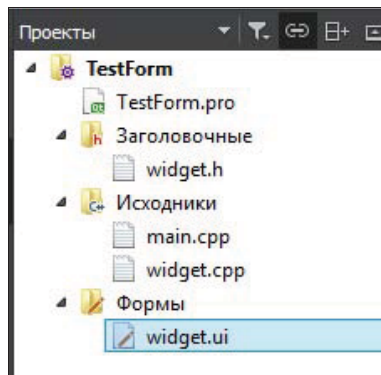 Проекты
TestForm
TestForm.pro
Заголовочные
widget.h
Исходники
main.cpp
widget.cpp
Формы
widget.ui